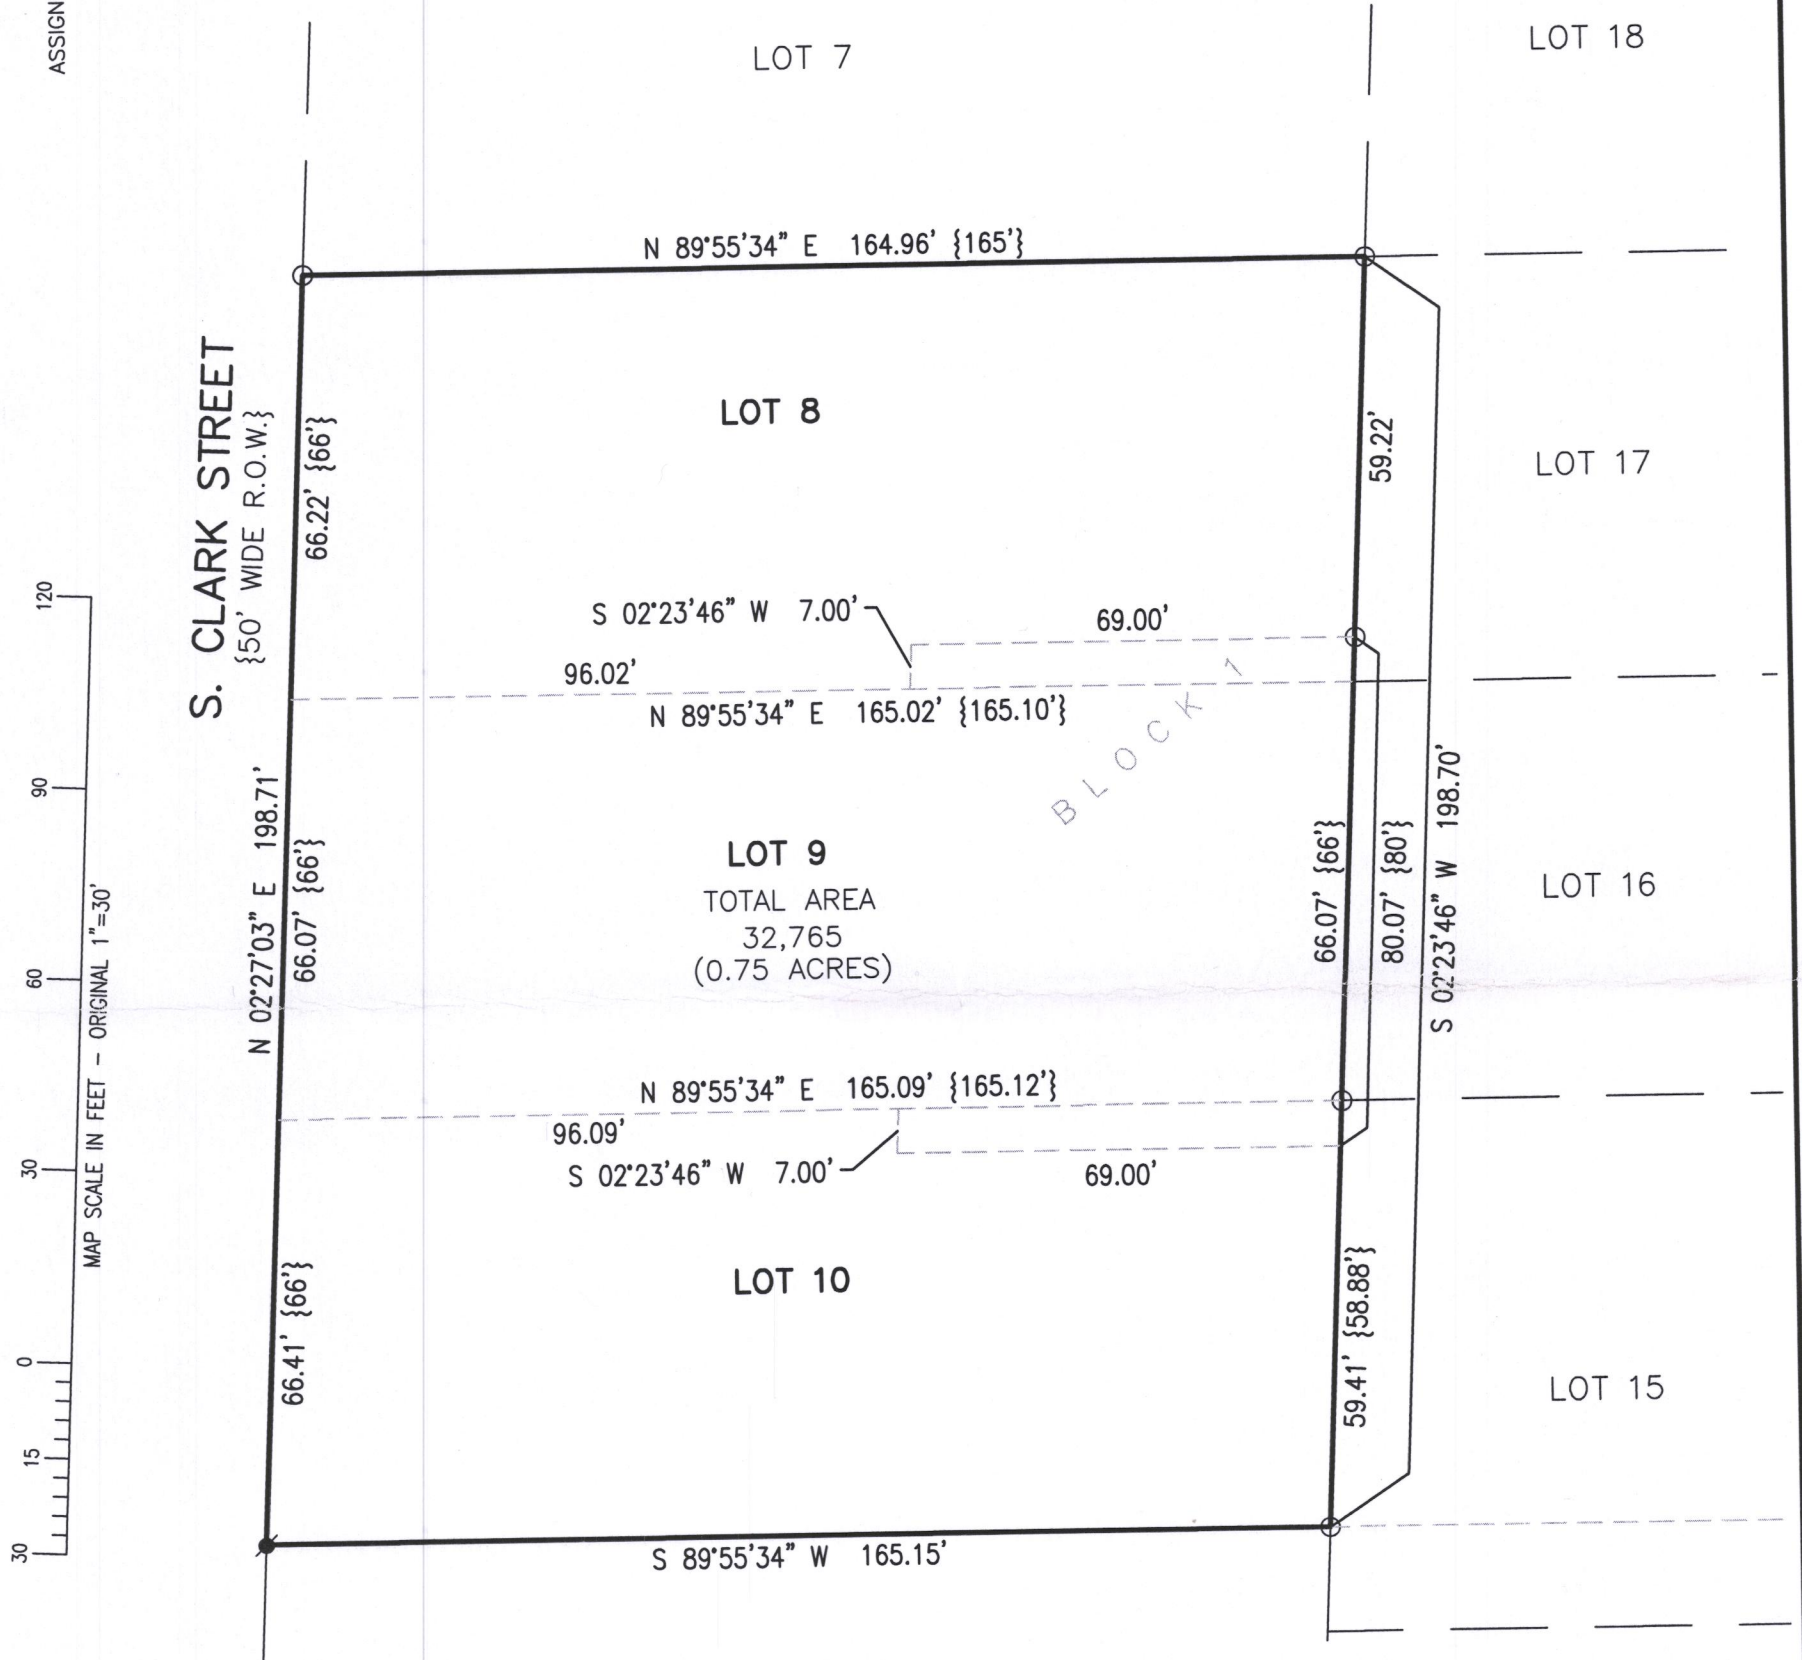 ASSIGN
LOT 7
LOT 18
N 89°55'34" E 164.96' {165'}
S. CLARK STREET
{50' WIDE R.O.W.}
66.22' {66'}
LOT 8
59.22'
LOT 17
S 02°23'46" W 7.00'
69.00'
96.02'
N 89°55'34" E 165.02' {165.10'}
BLOCK 1
N 02°27'03" E 198.71'
66.07' {66'}
LOT 9
TOTAL AREA
32,765
(0.75 ACRES)
66.07' {66'}
80.07' {80'}
S 02°23'46" W 198.70'
LOT 16
N 89°55'34" E 165.09' {165.12'}
96.09'
S 02°23'46" W 7.00'
69.00'
66.41' {66'}
LOT 10
59.41' {58.88'}
LOT 15
S 89°55'34" W 165.15'
120
90
60
30
0
15
30
MAP SCALE IN FEET - ORIGINAL 1"=30'